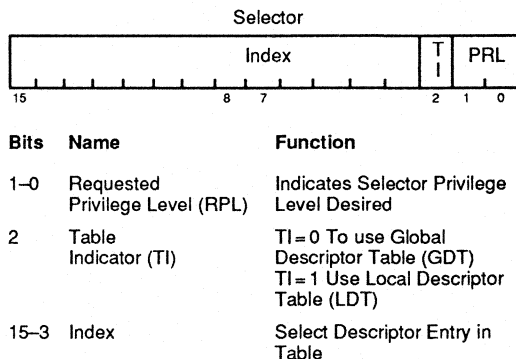 Selector
Index T I PRL
15 8 7 2 1 0
Bits Name Function
1–0 Requested Privilege Level (RPL) Indicates Selector Privilege Level Desired
2 Table Indicator (TI) TI = 0 To use Global Descriptor Table (GDT) TI = 1 Use Local Descriptor Table (LDT)
15–3 Index Select Descriptor Entry in Table